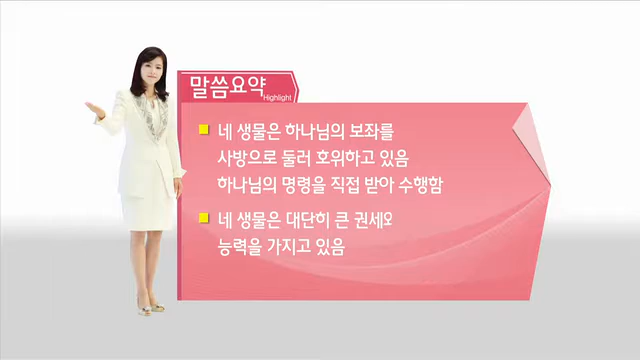 말씀요약
Highlight
네 생물은 하나님의 보좌를
사방으로 둘러 호위하고 있음
하나님의 명령을 직접 받아 수행함
네 생물은 대단히 큰 권세와
능력을 가지고 있음